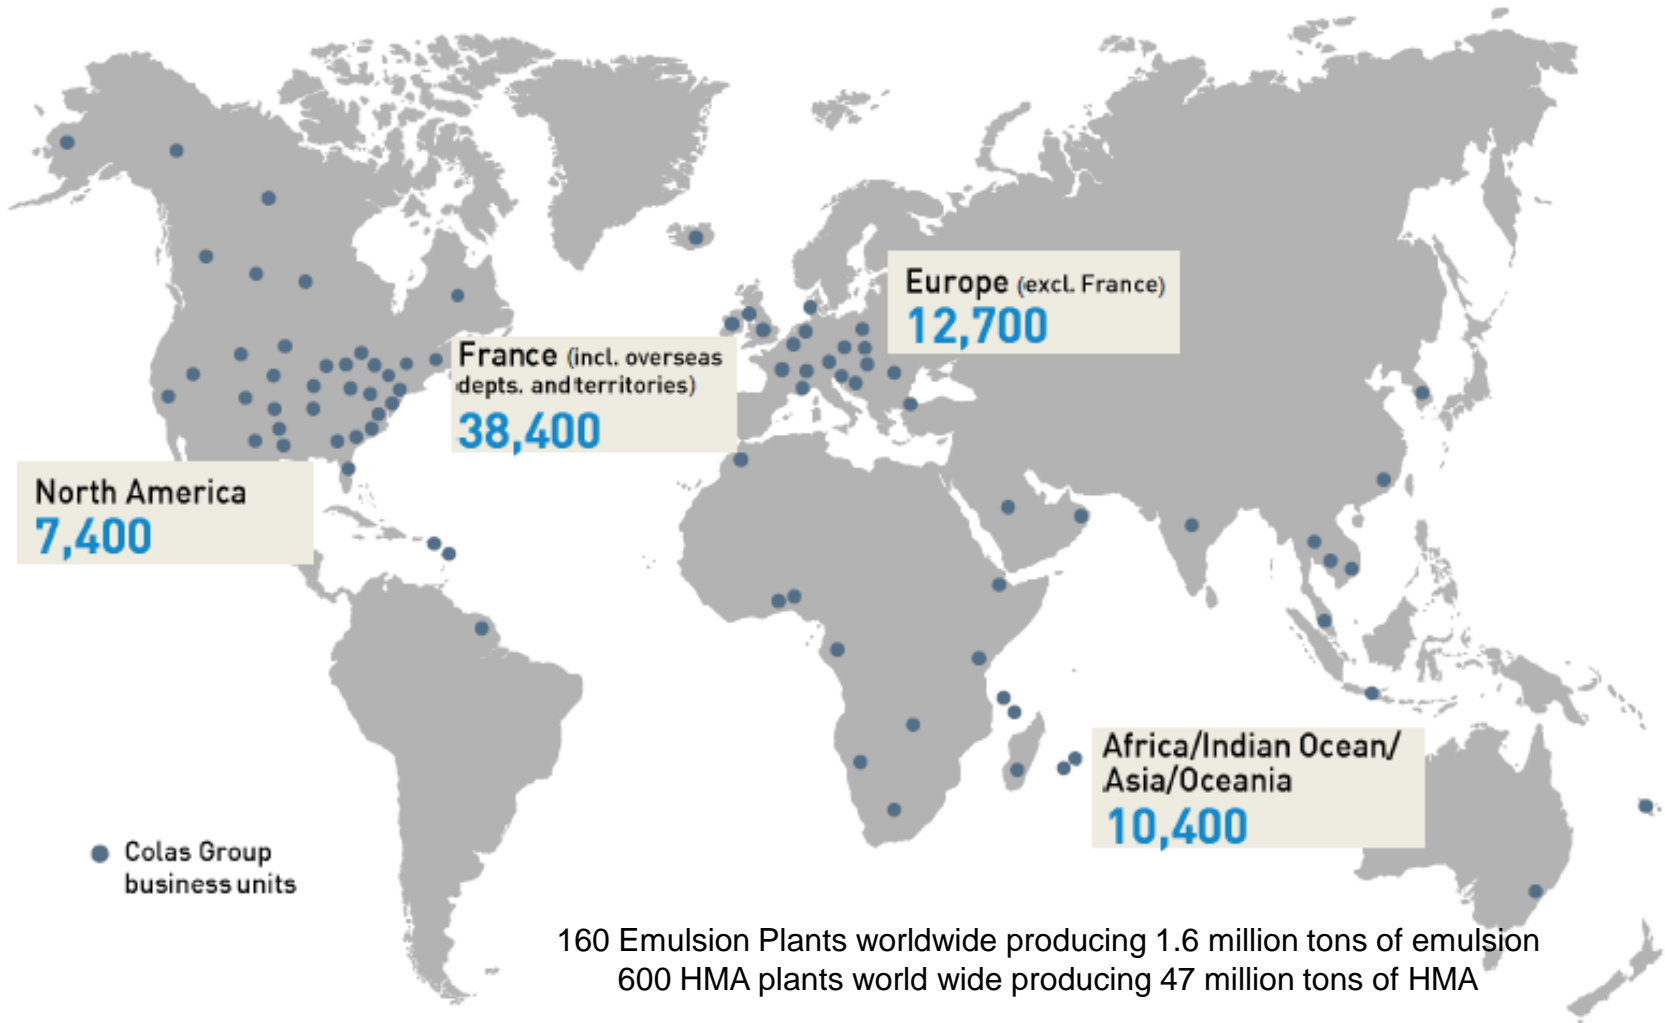 Europe (excl. France)
12,700
France (incl. overseas
depts. and territories)
38,400
North America
7,400
Africa/Indian Ocean/
Asia/Oceania
10,400
Colas Group
business units
160 Emulsion Plants worldwide producing 1.6 million tons of emulsion
600 HMA plants world wide producing 47 million tons of HMA